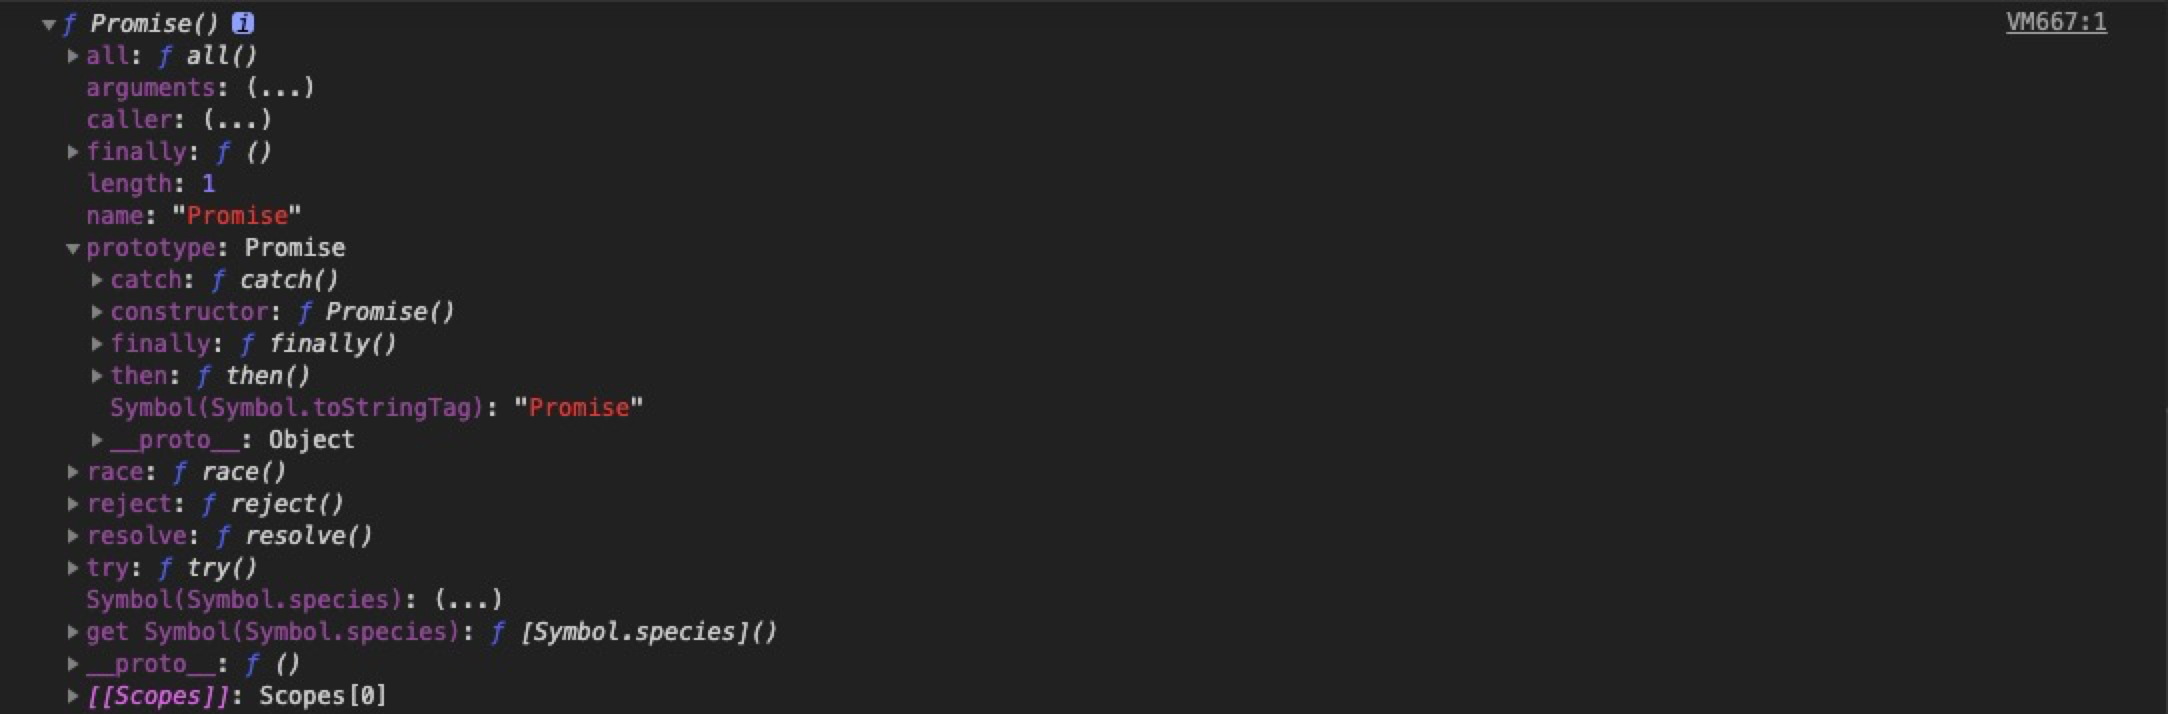 ▼ƒ Promise() i VM667:1
▶all: ƒ all()
arguments: (...)
caller: (...)
▶finally: ƒ ()
length: 1
name: "Promise"
▼prototype: Promise
▶catch: ƒ catch()
▶constructor: ƒ Promise()
▶finally: ƒ finally()
▶then: ƒ then()
Symbol(Symbol.toStringTag): "Promise"
▶__proto__: Object
▶race: ƒ race()
▶reject: ƒ reject()
▶resolve: ƒ resolve()
▶try: ƒ try()
Symbol(Symbol.species): (...)
▶get Symbol(Symbol.species): ƒ [Symbol.species]()
▶__proto__: ƒ ()
▶[[Scopes]]: Scopes[0]